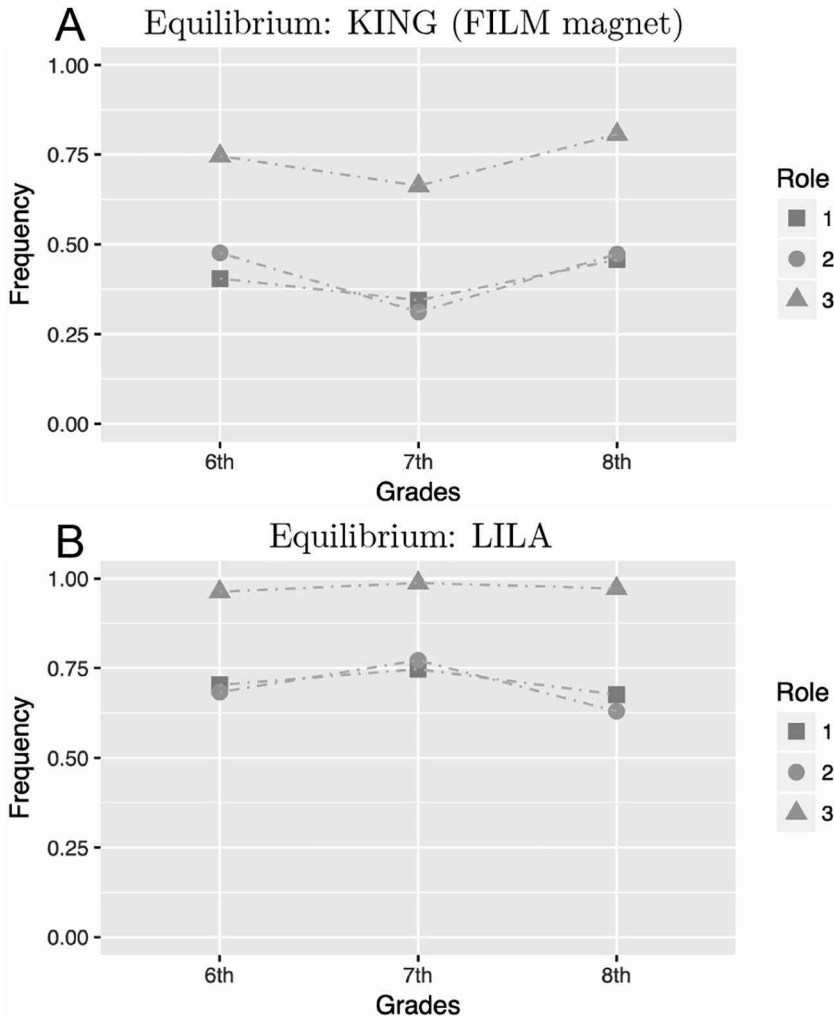 A
Equilibrium: KING (FILM magnet)
1.00
0.75
0.50
0.25
0.00
Frequency
6th 7th 8th
Grades
Role
1
2
3
B
Equilibrium: LILA
1.00
0.75
0.50
0.25
0.00
Frequency
6th 7th 8th
Grades
Role
1
2
3